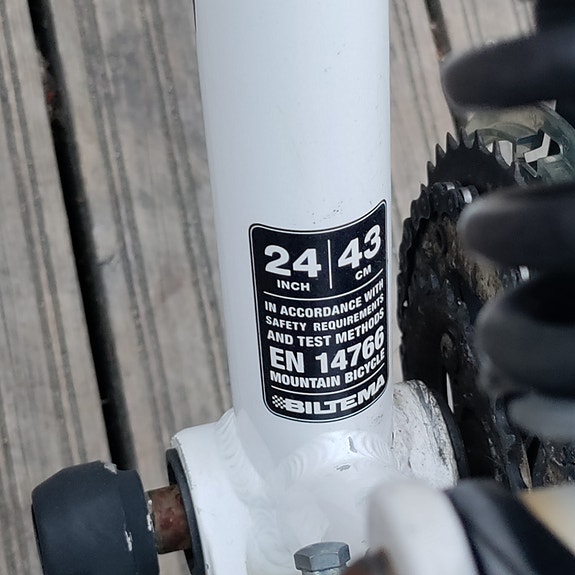 24 43
INCH CM
IN ACCORDANCE WITH
SAFETY REQUIREMENTS
AND TEST METHODS
EN 14766
MOUNTAIN BICYCLE
BILTEMA